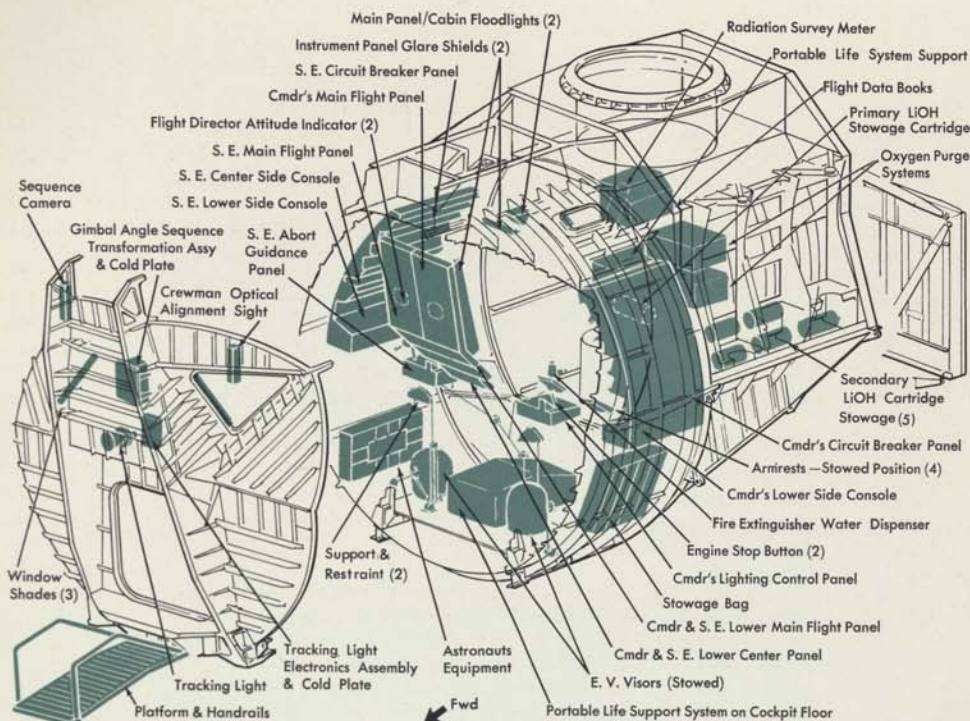 Main Panel/Cabin Floodlights (2)
Instrument Panel Glare Shields (2)
S. E. Circuit Breaker Panel
Cmdr's Main Flight Panel
Flight Director Attitude Indicator (2)
S. E. Main Flight Panel
S. E. Center Side Console
S. E. Lower Side Console
S. E. Abort
Guidance
Panel
Sequence
Camera
Gimbal Angle Sequence
Transformation Assy
& Cold Plate
Crewman Optical
Alignment Sight
Radiation Survey Meter
Portable Life System Support
Flight Data Books
Primary LiOH
Stowage Cartridge
Oxygen Purge
Systems
Secondary
LiOH Cartridge
Stowage (5)
Cmdr's Circuit Breaker Panel
Armrests—Stowed Position (4)
Cmdr's Lower Side Console
Fire Extinguisher Water Dispenser
Engine Stop Button (2)
Cmdr's Lighting Control Panel
Stowage Bag
Cmdr & S. E. Lower Main Flight Panel
Cmdr & S. E. Lower Center Panel
E. V. Visors (Stowed)
Portable Life Support System on Cockpit Floor
Window
Shades (3)
Support &
Restraint (2)
Astronauts
Equipment
Tracking Light
Electronics Assembly
& Cold Plate
Tracking Light
Platform & Handrails
Fwd